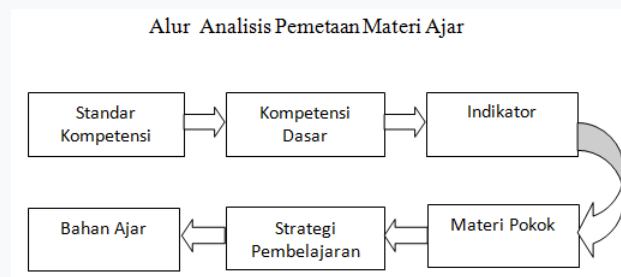 Alur Analisis Pemetaan Materi Ajar
Standar
Kompetensi
Kompetensi
Dasar
Indikator
Materi Pokok
Strategi
Pembelajaran
Bahan Ajar